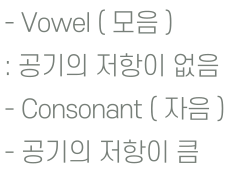 - Vowel ( 모음 )
: 공기의 저항이 없음
- Consonant ( 자음 )
- 공기의 저항이 큼